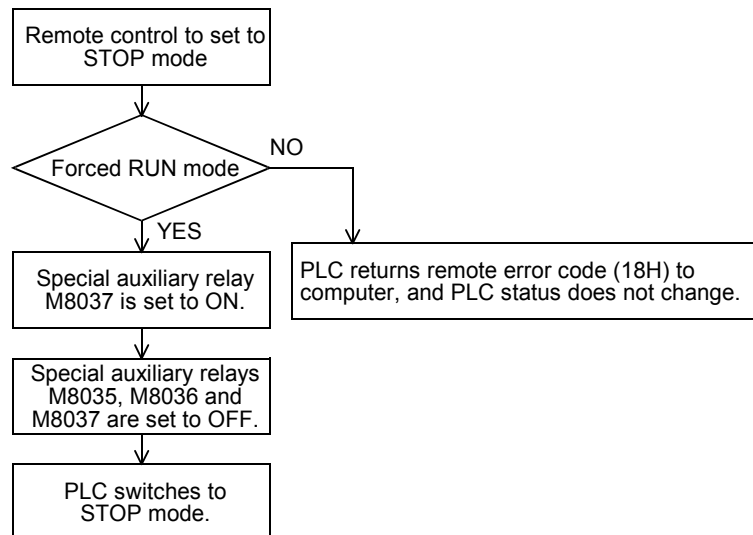 Remote control to set to
STOP mode
Forced RUN mode
NO
YES
Special auxiliary relay
M8037 is set to ON.
PLC returns remote error code (18H) to
computer, and PLC status does not change.
Special auxiliary relays
M8035, M8036 and
M8037 are set to OFF.
PLC switches to
STOP mode.